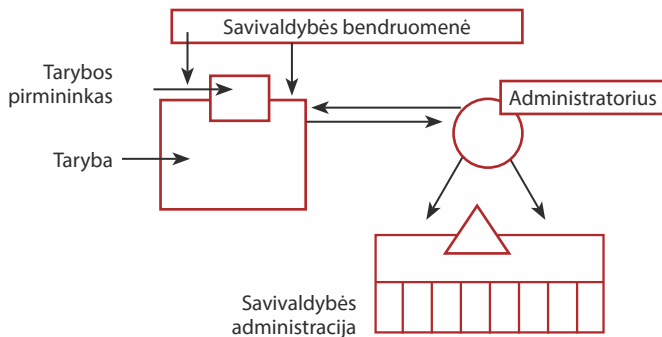 Savivaldybės bendruomenė
Tarybos
pirmininkas
Administratorius
Taryba
Savivaldybės
administracija